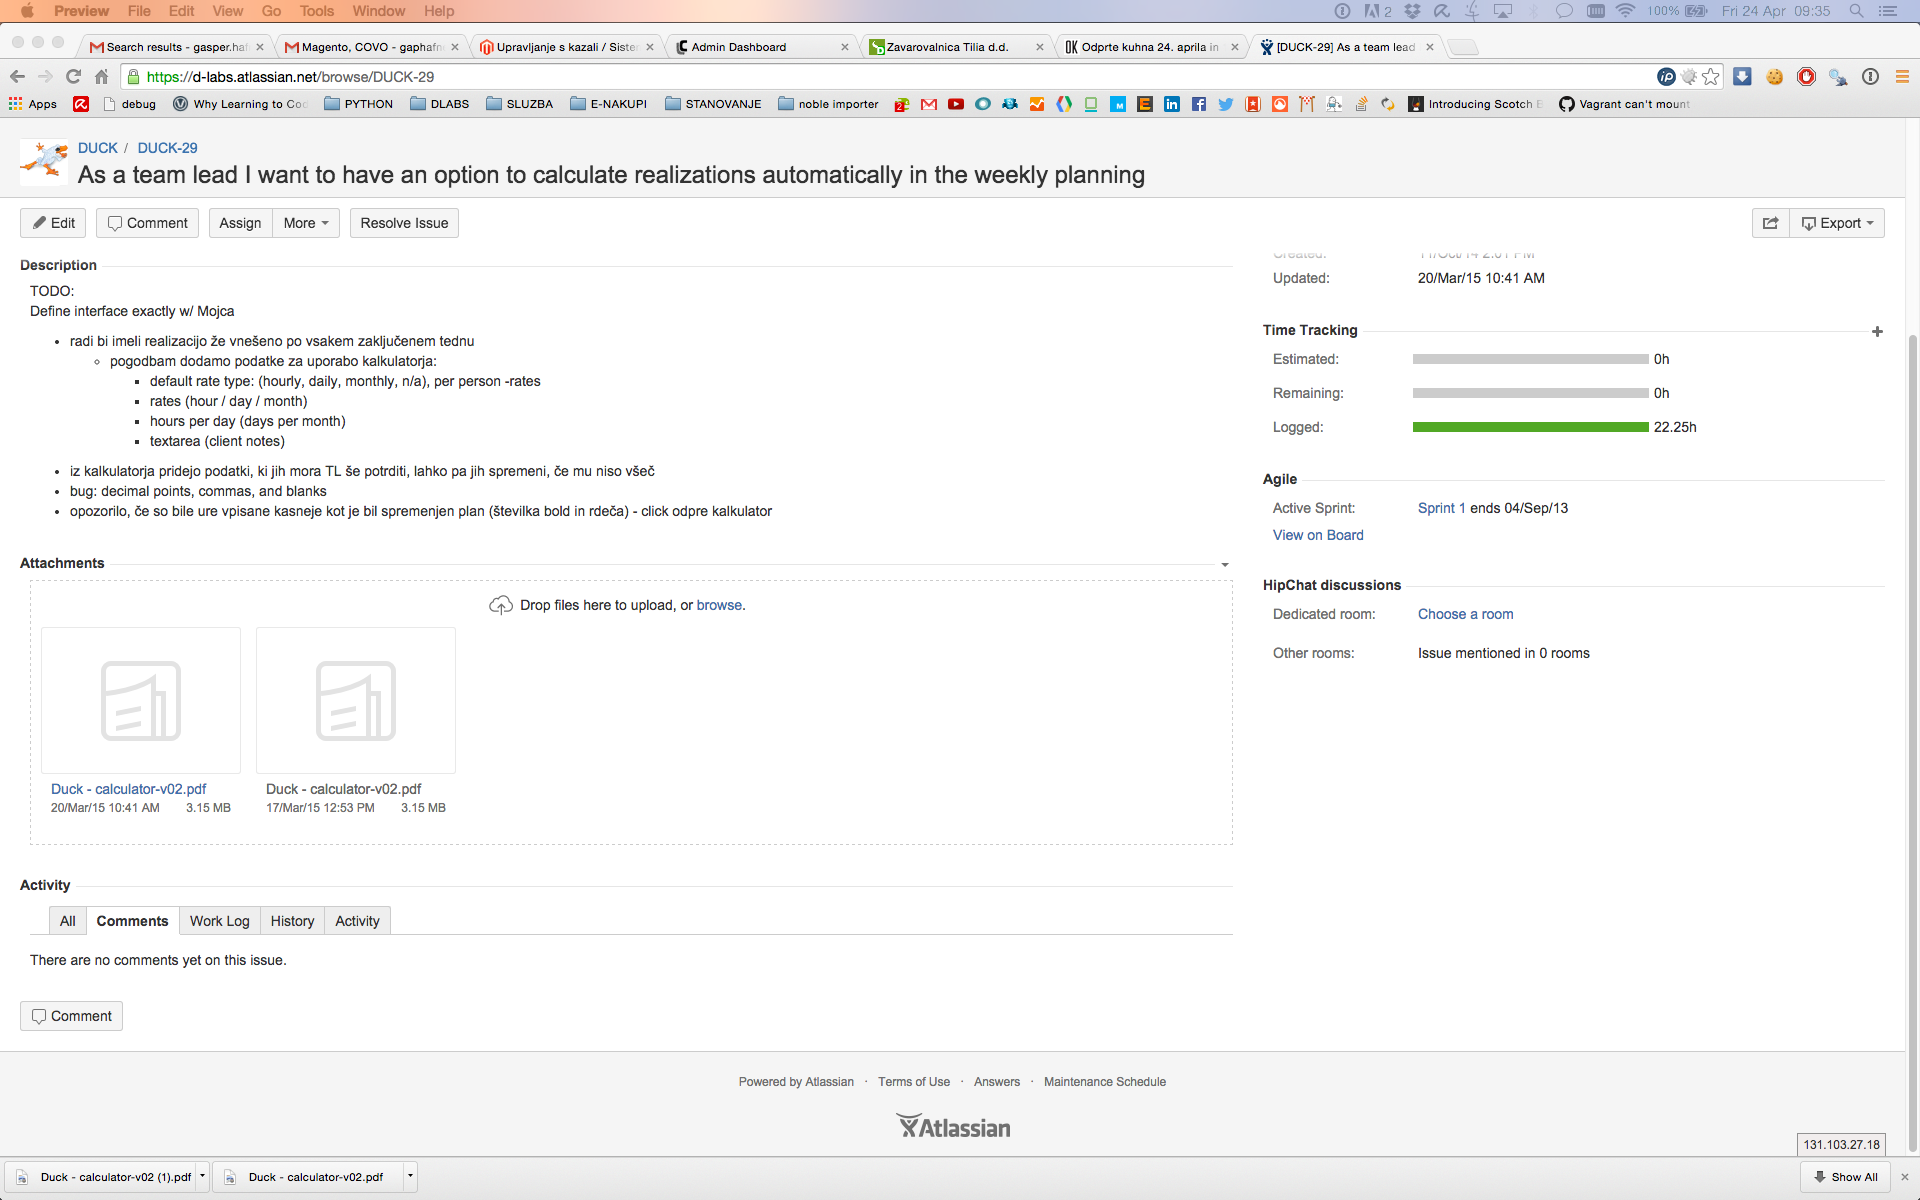 Preview File Edit View Go Tools Window Help
2 100% Fri 24 Apr 09:35
Search results - gasper.haf
Magento, COVO - gaphafn
Upravljanje s kazali / Sister
Admin Dashboard
Zavarovalnica Tilia d.d.
Odprte kuhna 24. aprila in
[DUCK-29] As a team lead
https://d-labs.atlassian.net/browse/DUCK-29
Apps debug Why Learning to Coc PYTHON DLABS SLUZBA E-NAKUPI STANOVANJE noble importer Introducing Scotch B Vagrant can't mount
DUCK / DUCK-29
As a team lead I want to have an option to calculate realizations automatically in the weekly planning
Edit Comment Assign More Resolve Issue Export
Description
TODO:
Define interface exactly w/ Mojca
• radi bi imeli realizacijo že vnešeno po vsakem zaključenem tednu
pogodbam dodamo podatke za uporabo kalkulatorja:
default rate type: (hourly, daily, monthly, n/a), per person -rates
rates (hour / day / month)
hours per day (days per month)
textarea (client notes)
• iz kalkulatorja pridejo podatki, ki jih mora TL še potrditi, lahko pa jih spremeni, če mu niso všeč
• bug: decimal points, commas, and blanks
• opozorilo, če so bile ure vpisane kasneje kot je bil spremenjen plan (številka bold in rdeča) - click odpre kalkulator
Attachments
Drop files here to upload, or browse.
Duck - calculator-v02.pdf
20/Mar/15 10:41 AM 3.15 MB
Duck - calculator-v02.pdf
17/Mar/15 12:53 PM 3.15 MB
Activity
All Comments Work Log History Activity
There are no comments yet on this issue.
Comment
Created: 11/Oct/14 2:01 PM
Updated: 20/Mar/15 10:41 AM
Time Tracking
Estimated: 0h
Remaining: 0h
Logged: 22.25h
Agile
Active Sprint: Sprint 1 ends 04/Sep/13
View on Board
HipChat discussions
Dedicated room: Choose a room
Other rooms: Issue mentioned in 0 rooms
Powered by Atlassian · Terms of Use · Answers · Maintenance Schedule
Atlassian
131.103.27.18
Duck - calculator-v02 (1).pdf Duck - calculator-v02.pdf Show All